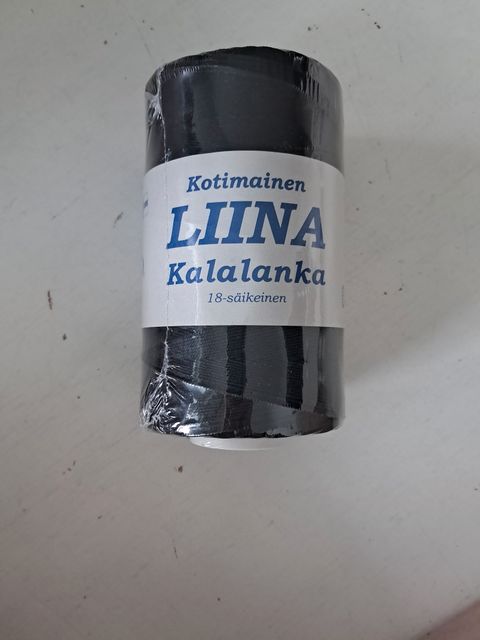 Kotimainen
LIINA
Kalalanka
18-säikeinen